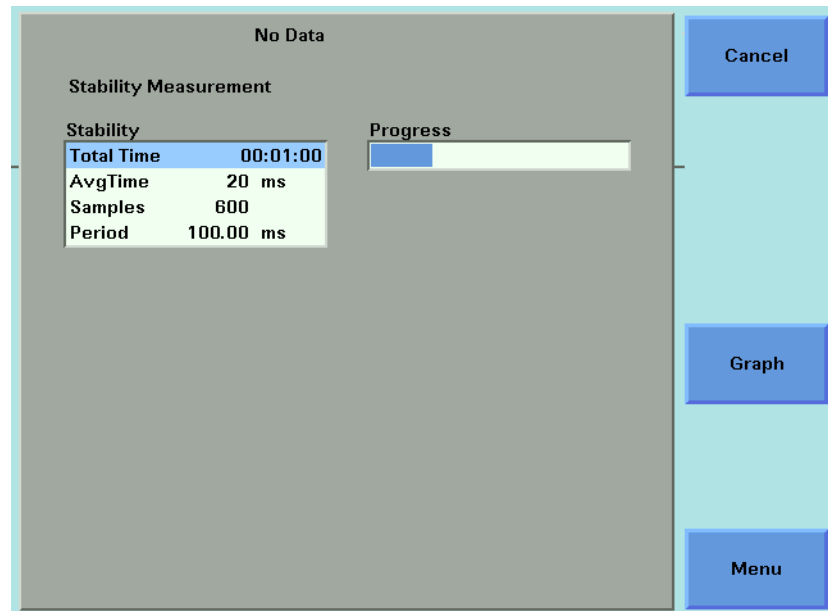 No Data
Stability Measurement
Stability
Total Time 00:01:00
AvgTime 20 ms
Samples 600
Period 100.00 ms
Progress
Cancel
Graph
Menu